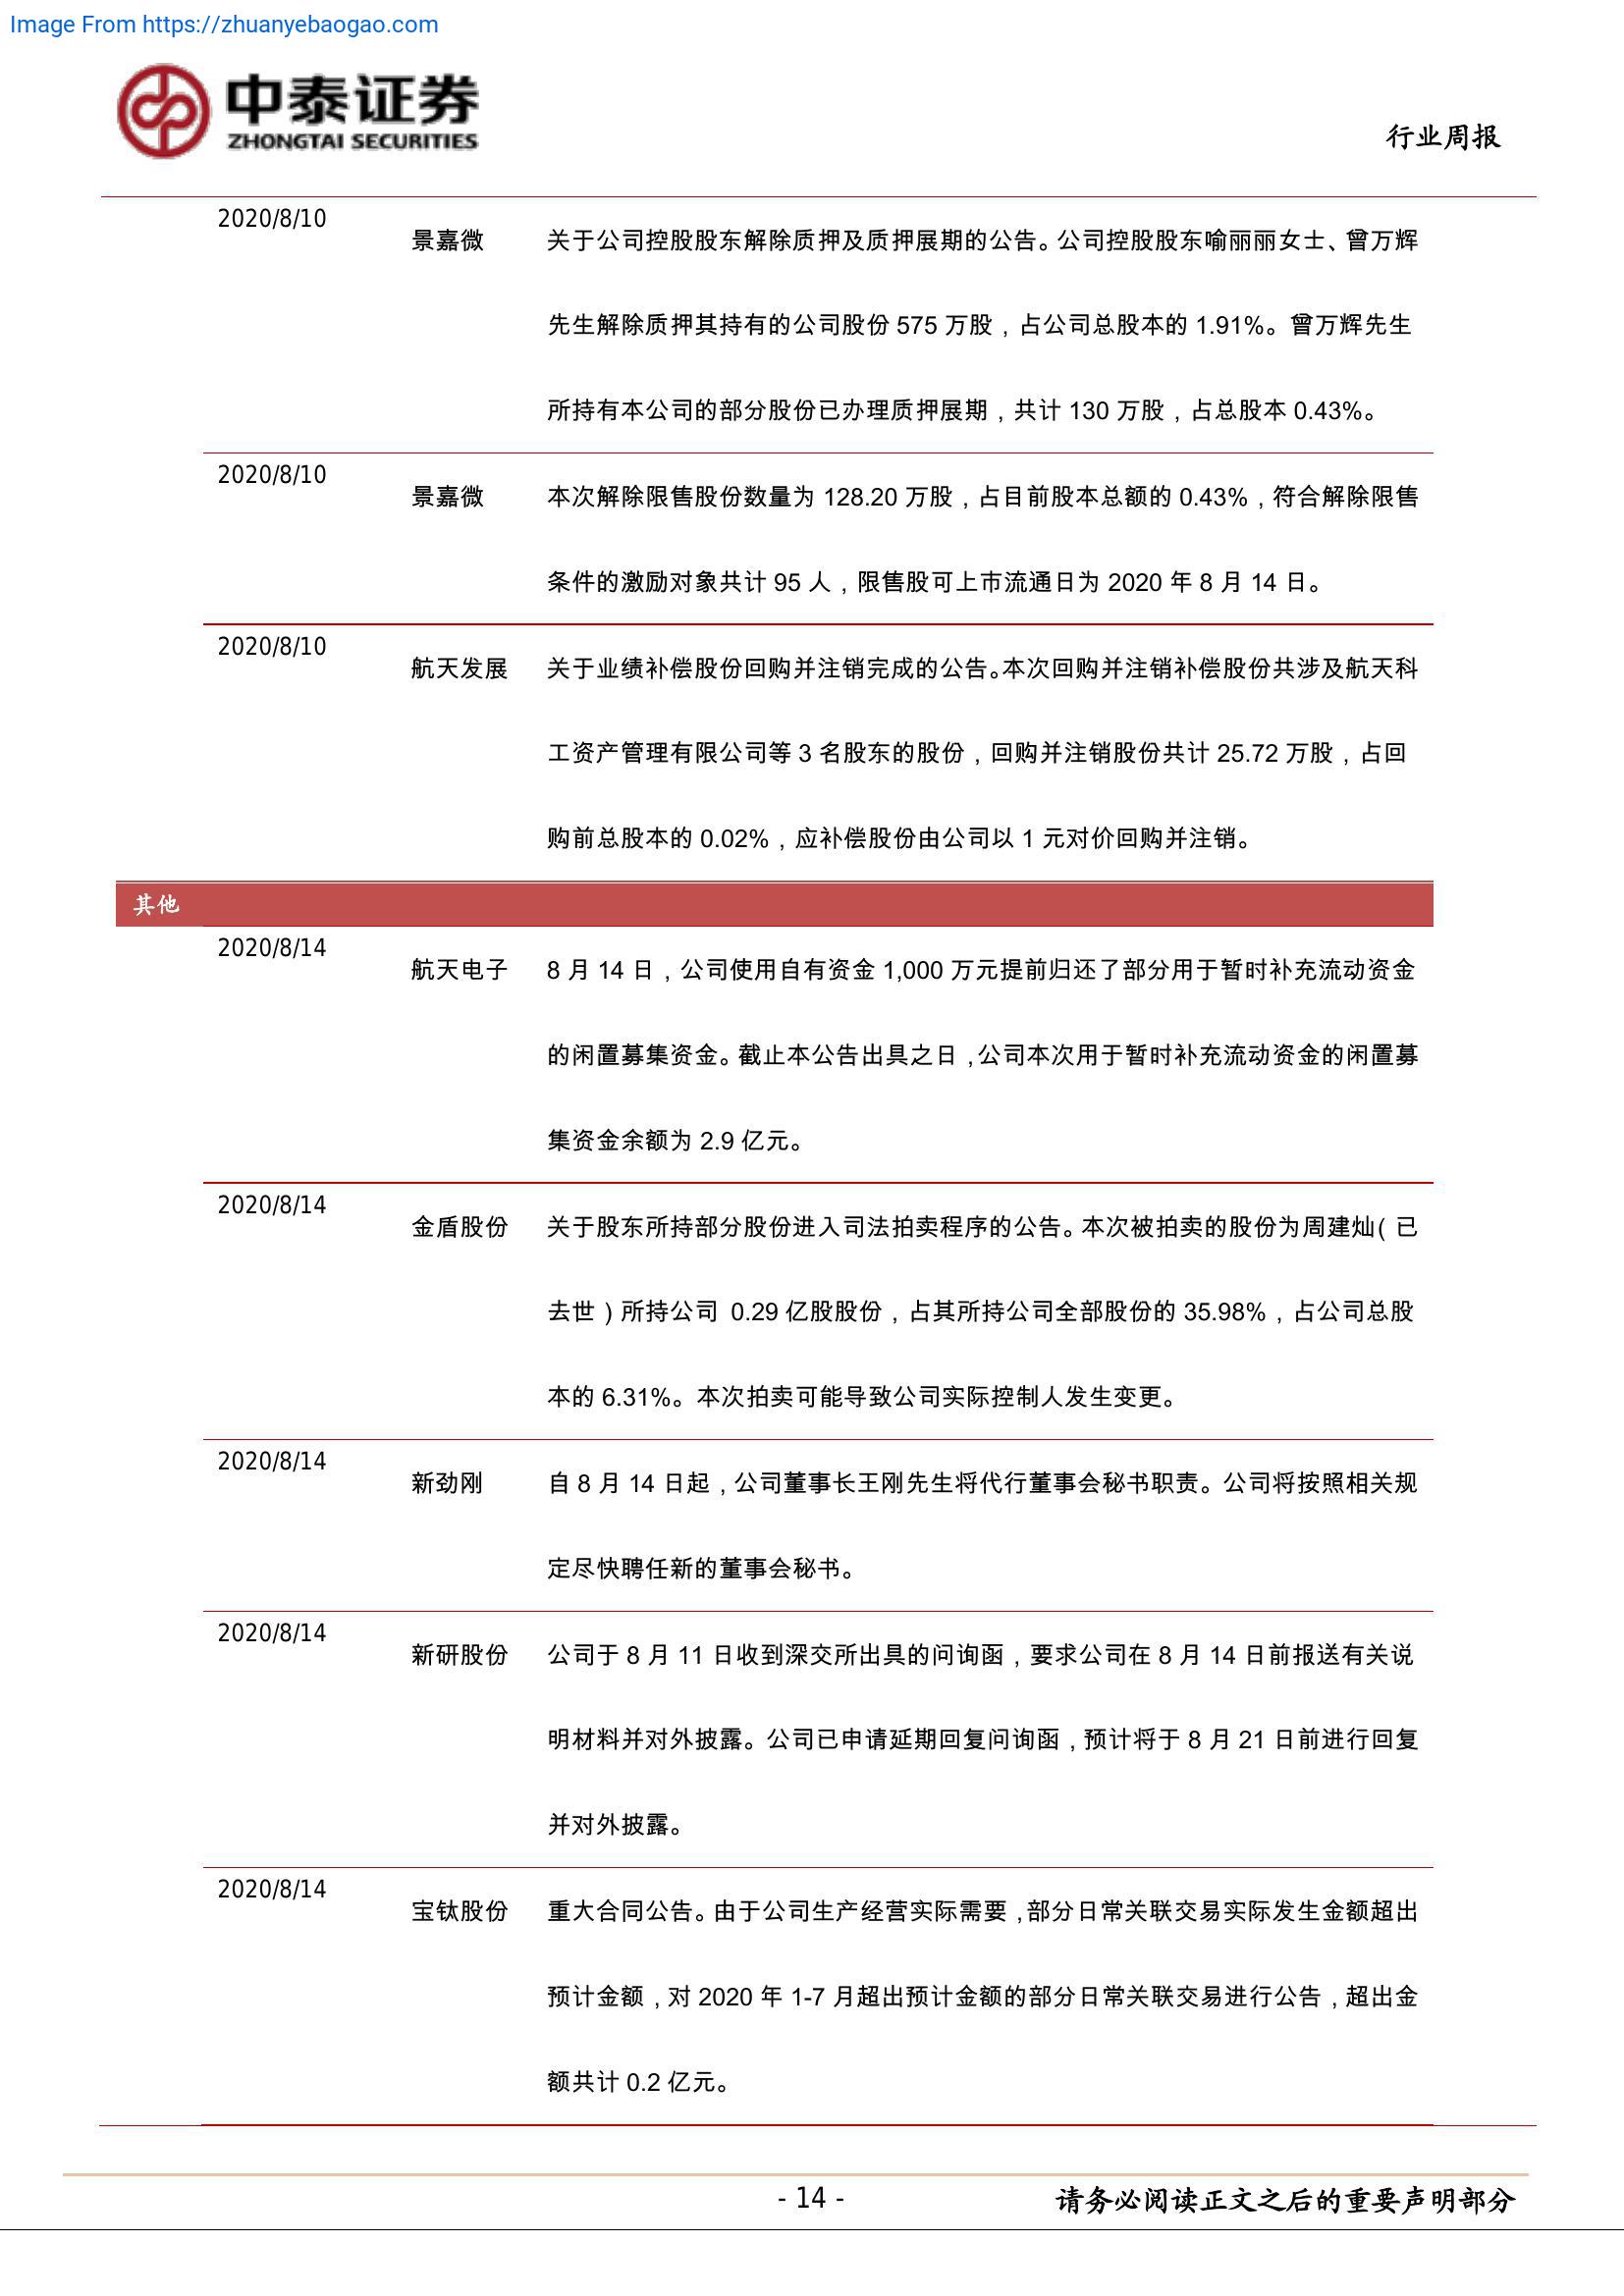 Image From https://zhuanyebaogao.com
中泰证券
ZHONGTAI SECURITIES
行业周报
2020/8/10
景嘉微 关于公司控股股东解除质押及质押展期的公告。公司控股股东喻丽丽女士、曾万辉
先生解除质押其持有的公司股份 575 万股，占公司总股本的 1.91%。曾万辉先生
所持有本公司的部分股份已办理质押展期，共计 130 万股，占总股本 0.43%。
2020/8/10
景嘉微 本次解除限售股份数量为 128.20 万股，占目前股本总额的 0.43%，符合解除限售
条件的激励对象共计 95 人，限售股可上市流通日为 2020 年 8 月 14 日。
2020/8/10
航天发展 关于业绩补偿股份回购并注销完成的公告。本次回购并注销补偿股份共涉及航天科
工资产管理有限公司等 3 名股东的股份，回购并注销股份共计 25.72 万股，占回
购前总股本的 0.02%，应补偿股份由公司以 1 元对价回购并注销。
其他
2020/8/14
航天电子 8 月 14 日，公司使用自有资金 1,000 万元提前归还了部分用于暂时补充流动资金
的闲置募集资金。截止本公告出具之日，公司本次用于暂时补充流动资金的闲置募
集资金余额为 2.9 亿元。
2020/8/14
金盾股份 关于股东所持部分股份进入司法拍卖程序的公告。本次被拍卖的股份为周建灿（已
去世）所持公司 0.29 亿股股份，占其所持公司全部股份的 35.98%，占公司总股
本的 6.31%。本次拍卖可能导致公司实际控制人发生变更。
2020/8/14
新劲刚 自 8 月 14 日起，公司董事长王刚先生将代行董事会秘书职责。公司将按照相关规
定尽快聘任新的董事会秘书。
2020/8/14
新研股份 公司于 8 月 11 日收到深交所出具的问询函，要求公司在 8 月 14 日前报送有关说
明材料并对外披露。公司已申请延期回复问询函，预计将于 8 月 21 日前进行回复
并对外披露。
2020/8/14
宝钛股份 重大合同公告。由于公司生产经营实际需要，部分日常关联交易实际发生金额超出
预计金额，对 2020 年 1-7 月超出预计金额的部分日常关联交易进行公告，超出金
额共计 0.2 亿元。
- 14 -
请务必阅读正文之后的重要声明部分